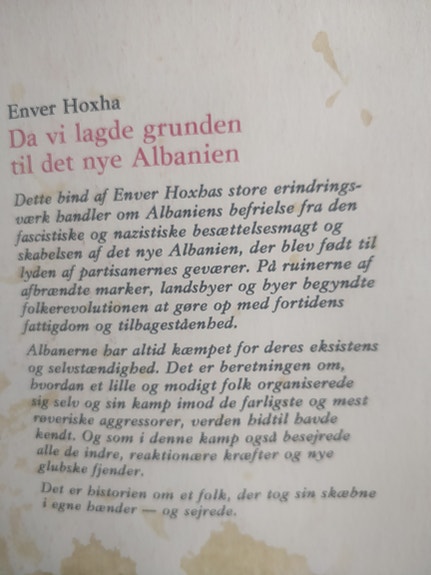 Enver Hoxha
Da vi lagde grunden
til det nye Albanien
Dette bind af Enver Hoxhas store erindrings-
værk handler om Albaniens befrielse fra den
fascistiske og nazistiske besættelsesmagt og
skabelsen af det nye Albanien, der blev født til
lyden af partisanernes geværer. På ruinerne af
afbrændte marker, landsbyer og byer begyndte
folkerevolutionen at gøre op med fortidens
fattigdom og tilbageståenhed.
Albanerne har altid kæmpet for deres eksistens
og selvstændighed. Det er beretningen om,
hvordan et lille og modigt folk organiserede
sig selv og sin kamp imod de farligste og mest
røveriske aggressorer, verden hidtil havde
kendt. Og som i denne kamp også besejrede
alle de indre, reaktionære kræfter og nye
glubske fjender.
Det er historien om et folk, der tog sin skæbne
i egne hænder — og sejrede.